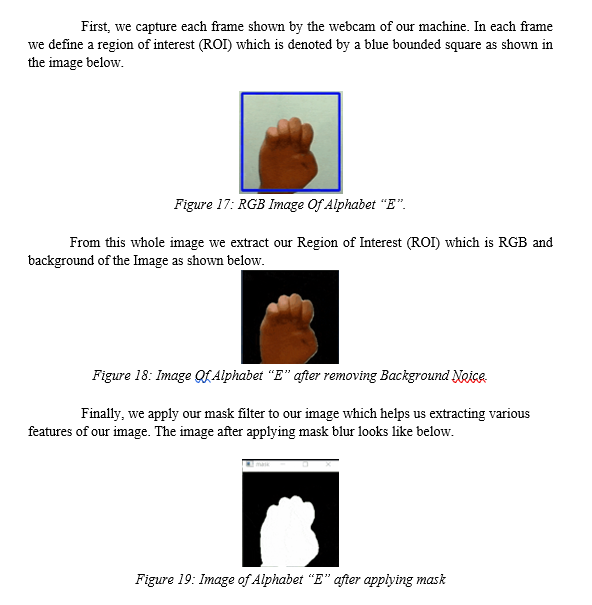 First, we capture each frame shown by the webcam of our machine. In each frame
we define a region of interest (ROI) which is denoted by a blue bounded square as shown in
the image below.
Figure 17: RGB Image Of Alphabet “E”.
From this whole image we extract our Region of Interest (ROI) which is RGB and
background of the Image as shown below.
Figure 18: Image Of Alphabet “E” after removing Background Noice.
Finally, we apply our mask filter to our image which helps us extracting various
features of our image. The image after applying mask blur looks like below.
mask
Figure 19: Image of Alphabet “E” after applying mask